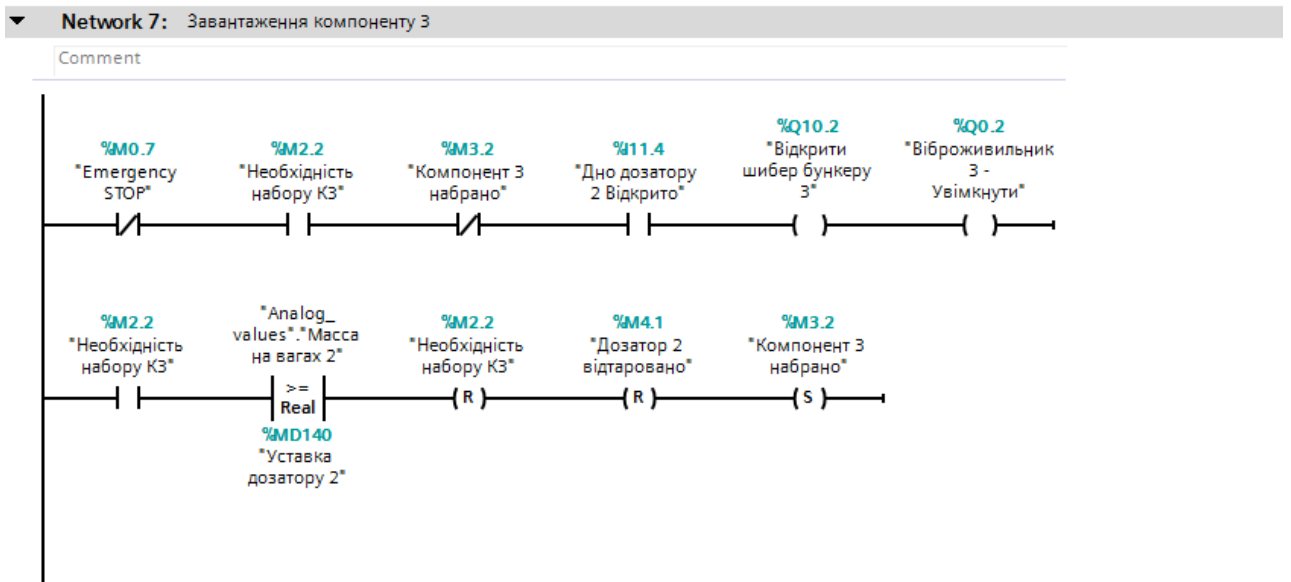 Network 7: Завантаження компоненту 3
Comment
%M0.7
"Emergency
STOP"
%M2.2
"Необхідність
набору К3"
%M3.2
"Компонент 3
набрано"
%I11.4
"Дно дозатору
2 Відкрито"
%Q10.2
"Відкрити
шибер бункеру
3"
%Q0.2
"Віброживильник
3 -
Увімкнути"
%M2.2
"Необхідність
набору К3"
"Analog_
values"."Масса
на вагах 2"
>=
Real
%MD140
"Уставка
дозатору 2"
%M2.2
"Необхідність
набору К3"
R
%M4.1
"Дозатор 2
відтаровано"
R
%M3.2
"Компонент 3
набрано"
S